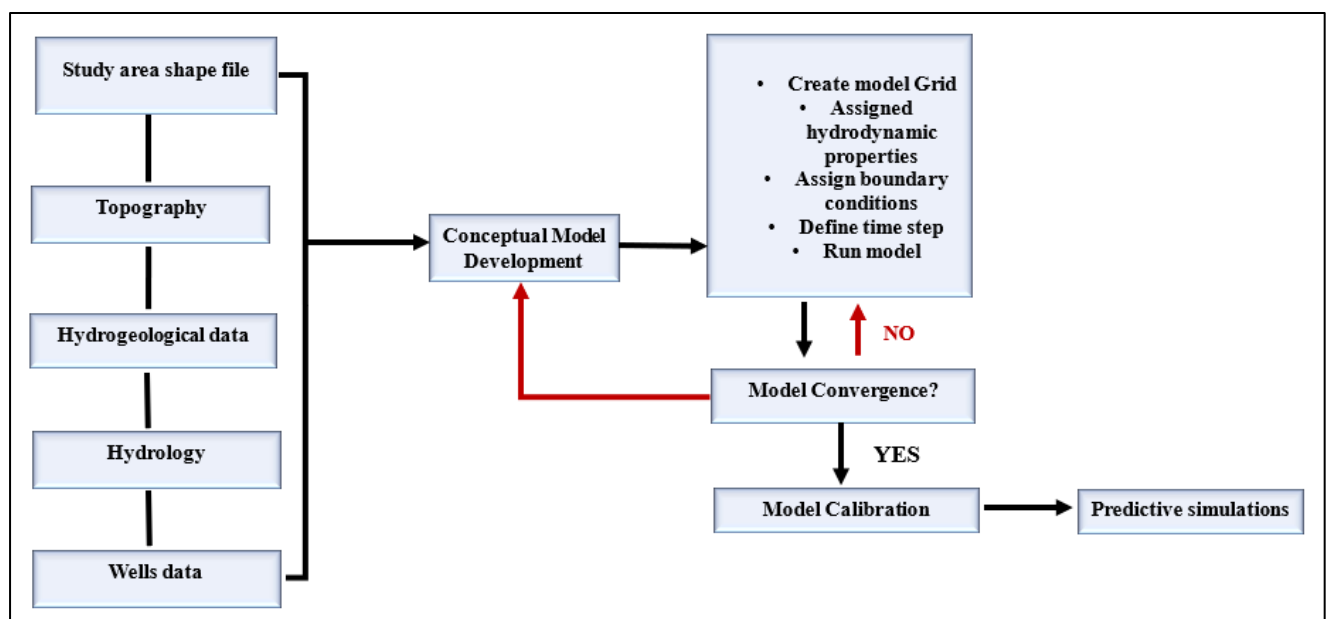 Study area shape file
Topography
Hydrogeological data
Hydrology
Wells data
Conceptual Model
Development
• Create model Grid
• Assigned
hydrodynamic
properties
• Assign boundary
conditions
• Define time step
• Run model
NO
Model Convergence?
YES
Model Calibration
Predictive simulations